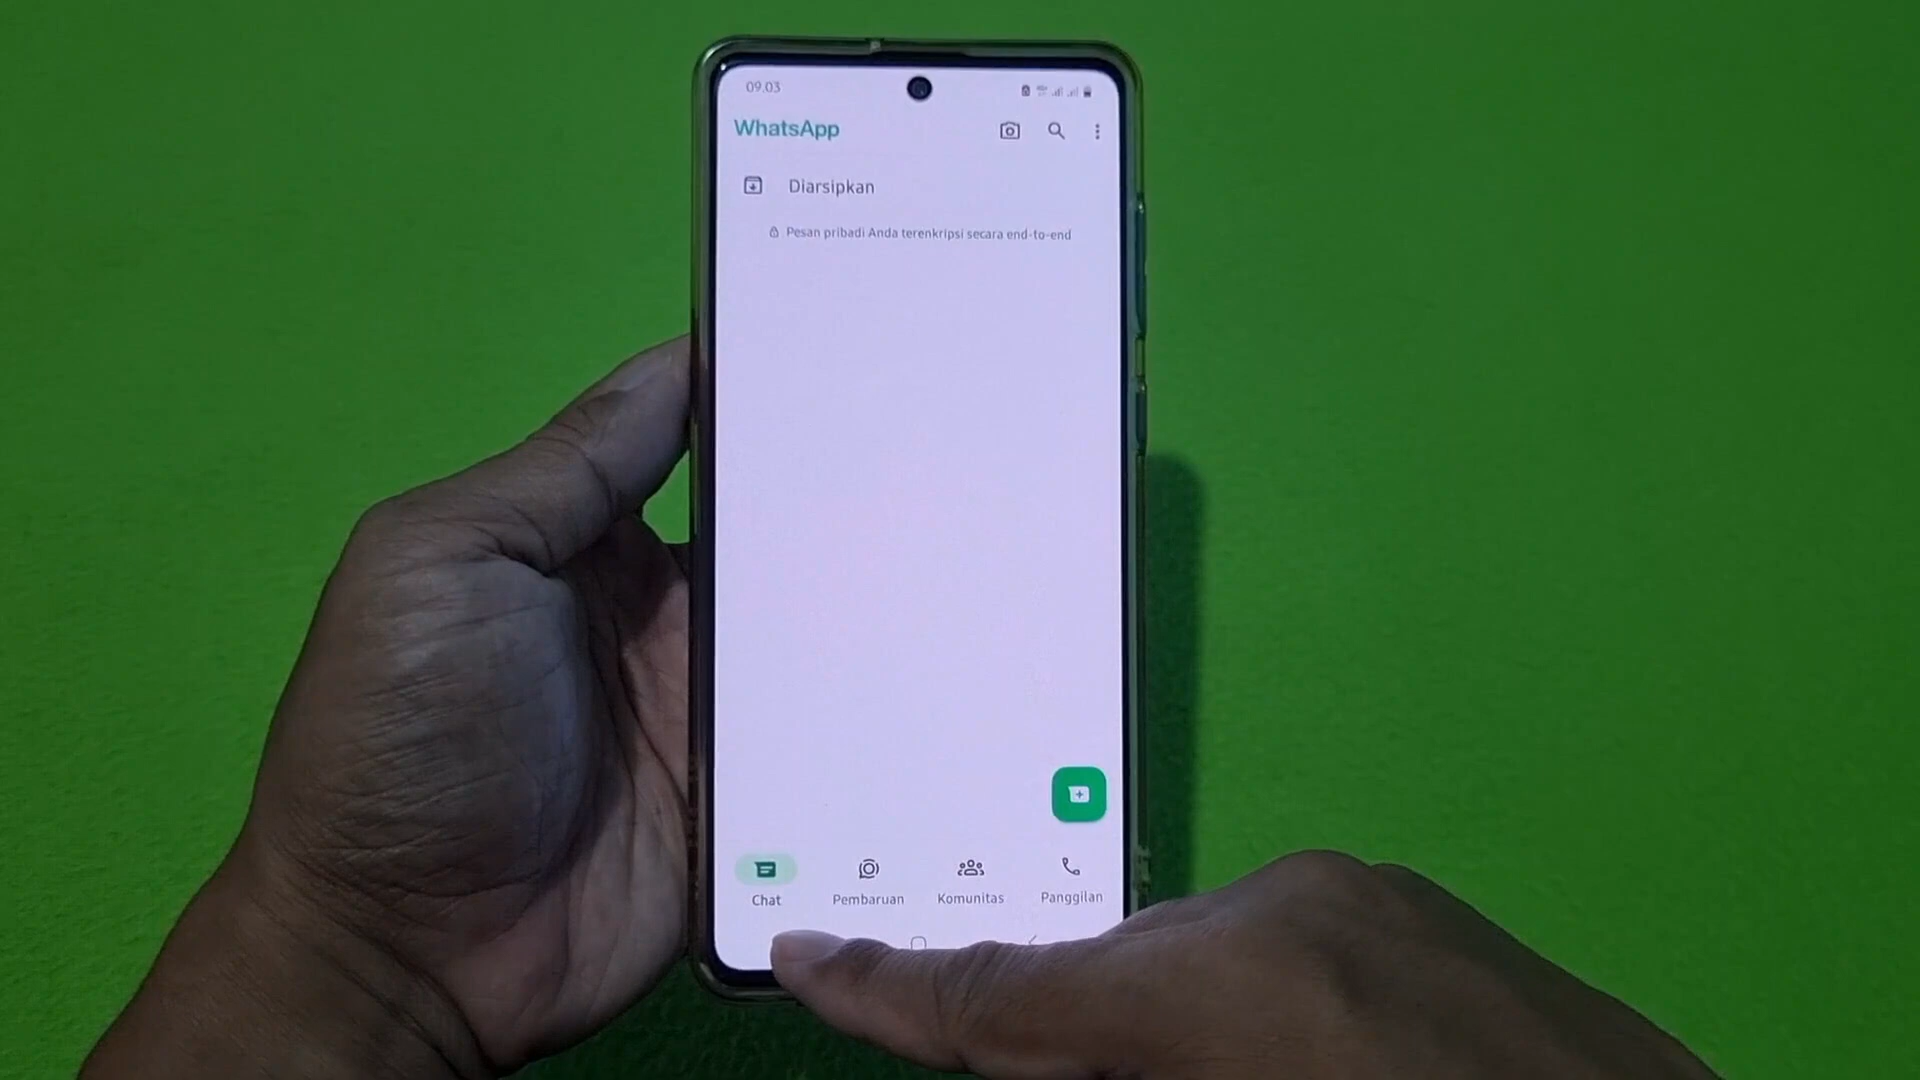 09.03
WhatsApp
Diarsipkan
Pesan pribadi Anda terenkripsi secara end-to-end
Chat
Pembaruan
Komunitas
Panggilan